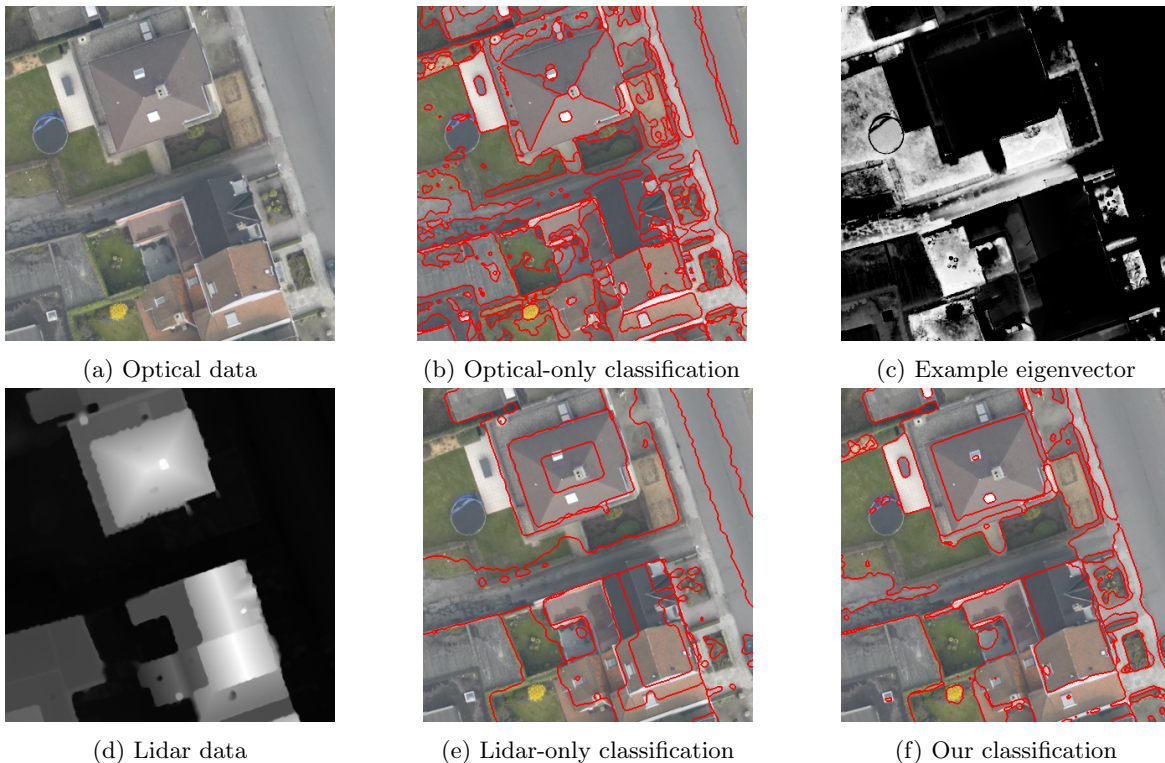 (a) Optical data
(b) Optical-only classification
(c) Example eigenvector
(d) Lidar data
(e) Lidar-only classification
(f) Our classification